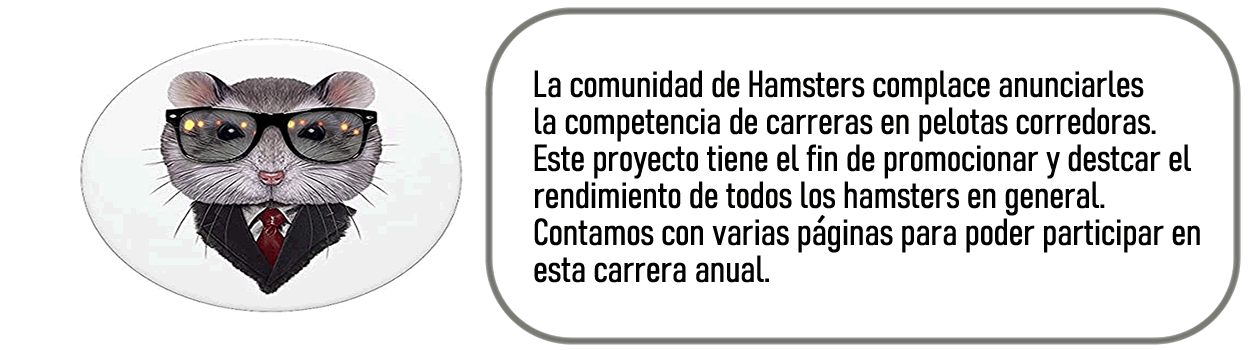 La comunidad de Hamsters complace anunciarles
la competencia de carreras en pelotas corredoras.
Este proyecto tiene el fin de promocionar y destcar el
rendimiento de todos los hamsters en general.
Contamos con varias páginas para poder participar en
esta carrera anual.